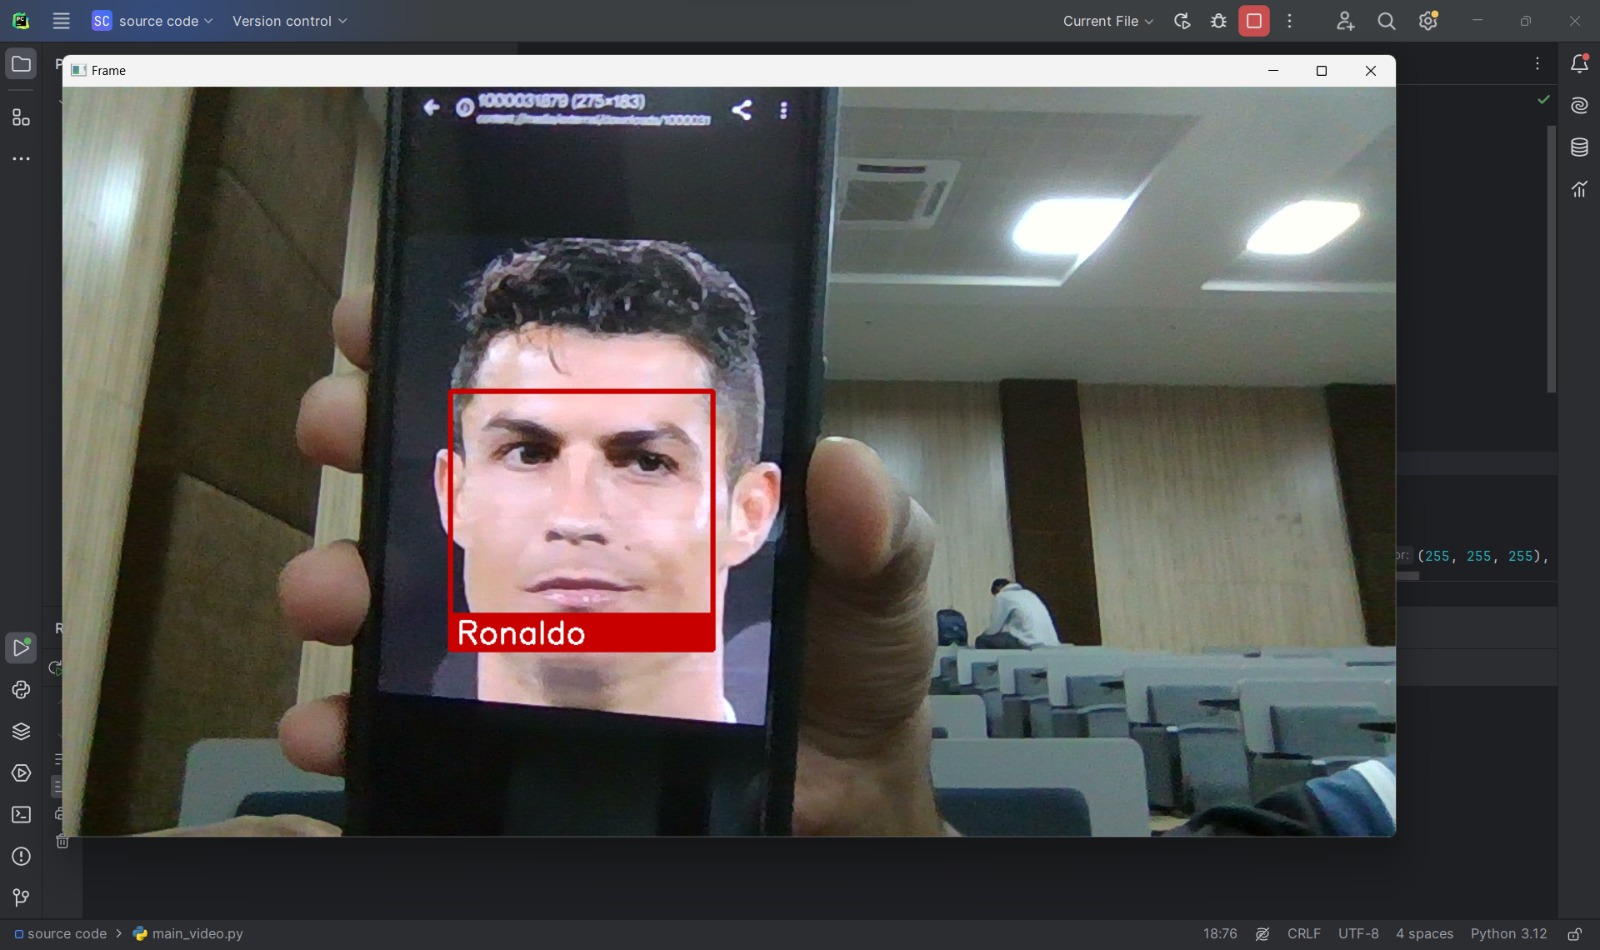 SC source code
Version control
Current File
Frame
1000031879 (275×183)
Ronaldo
(255, 255, 255),
source code > main_video.py
18:76
CRLF
UTF-8
4 spaces
Python 3.12